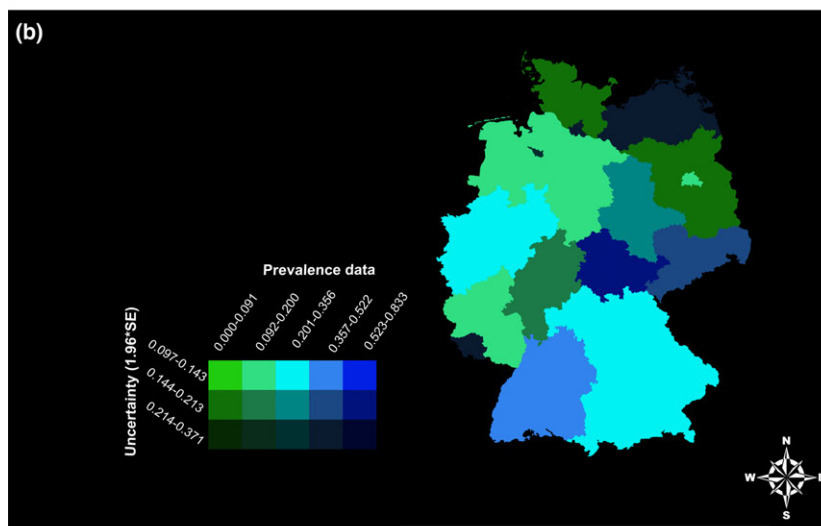 (b)
Prevalence data
0.000-0.091
0.092-0.200
0.201-0.356
0.357-0.522
0.523-0.833
Uncertainty (1.96*SE)
0.097-0.143
0.144-0.213
0.214-0.371
N
W
S